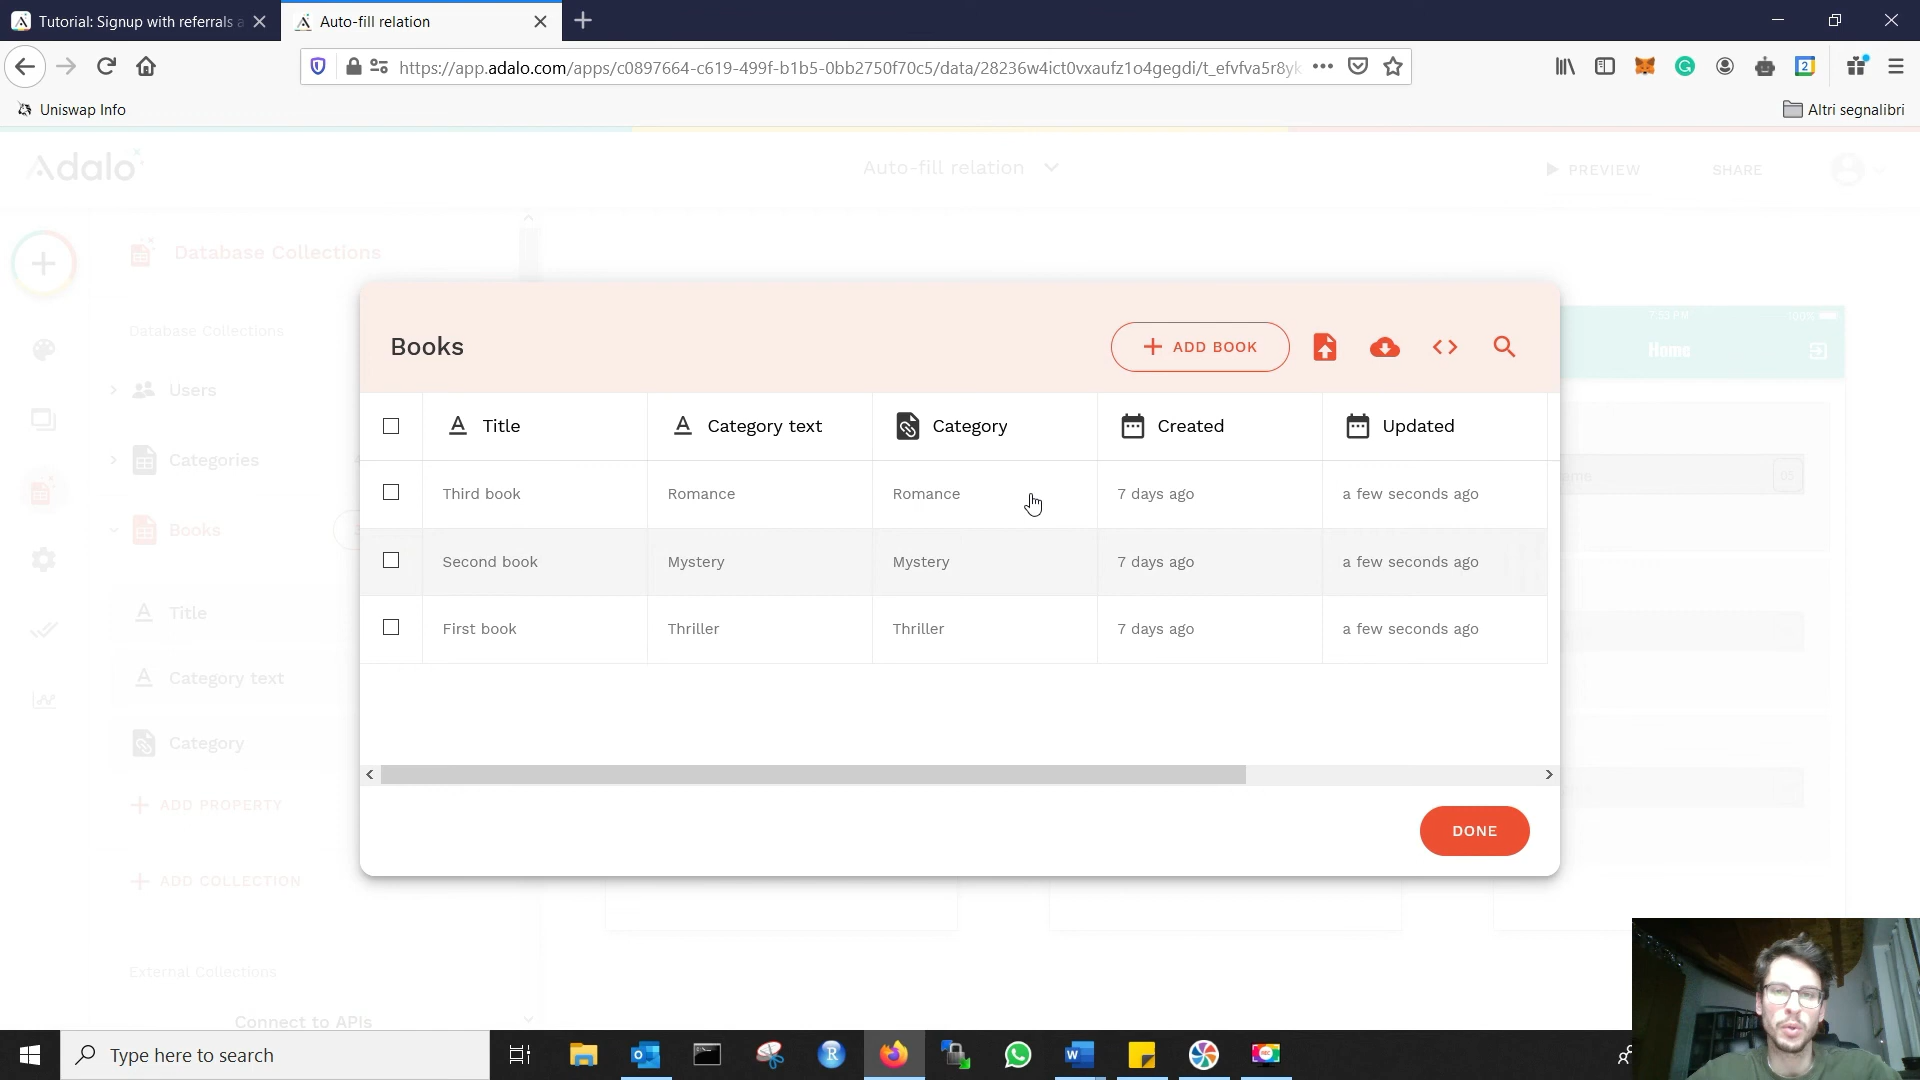 Tutorial: Signup with referrals a
Auto-fill relation
https://app.adalo.com/apps/c0897664-c619-499f-b1b5-0bb2750f70c5/data/28236w4ict0vxaufz1o4gegdi/t_efvfva5r8yk
2
Uniswap Info
Altri segnalibri
Adalo
Auto-fill relation
PREVIEW
SHARE
Database Collections
Database Collections
Users
Categories
Books
Title
Category text
Category
ADD PROPERTY
ADD COLLECTION
External Collections
Connect to APIs
Home
Books
ADD BOOK
Title Category text Category Created Updated
Third book Romance Romance 7 days ago a few seconds ago
Second book Mystery Mystery 7 days ago a few seconds ago
First book Thriller Thriller 7 days ago a few seconds ago
DONE
Type here to search